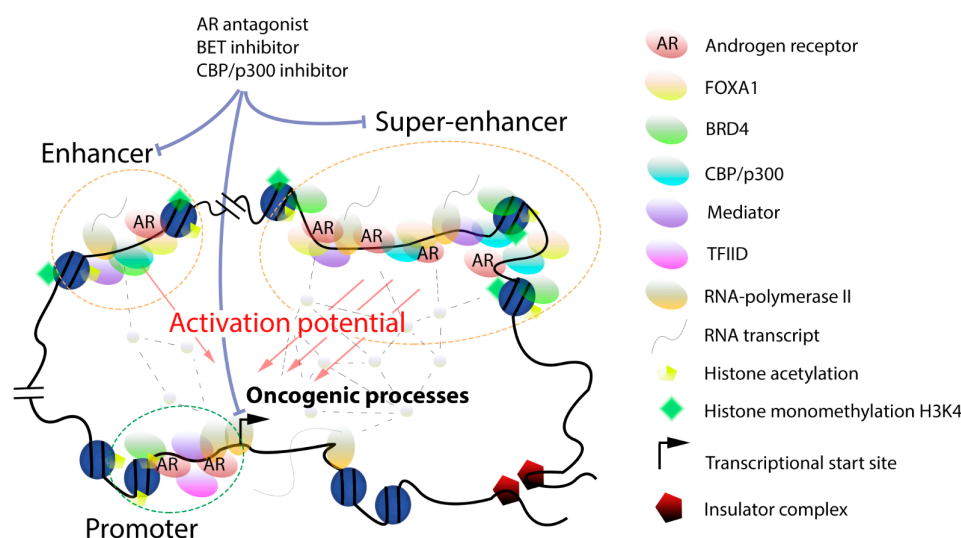 AR antagonist
BET inhibitor
CBP/p300 inhibitor
Super-enhancer
Enhancer
AR
AR
AR
AR
AR
Activation potential
Oncogenic processes
AR
AR
Promoter
AR Androgen receptor
FOXA1
BRD4
CBP/p300
Mediator
TFIID
RNA-polymerase II
RNA transcript
Histone acetylation
Histone monomethylation H3K4
Transcriptional start site
Insulator complex